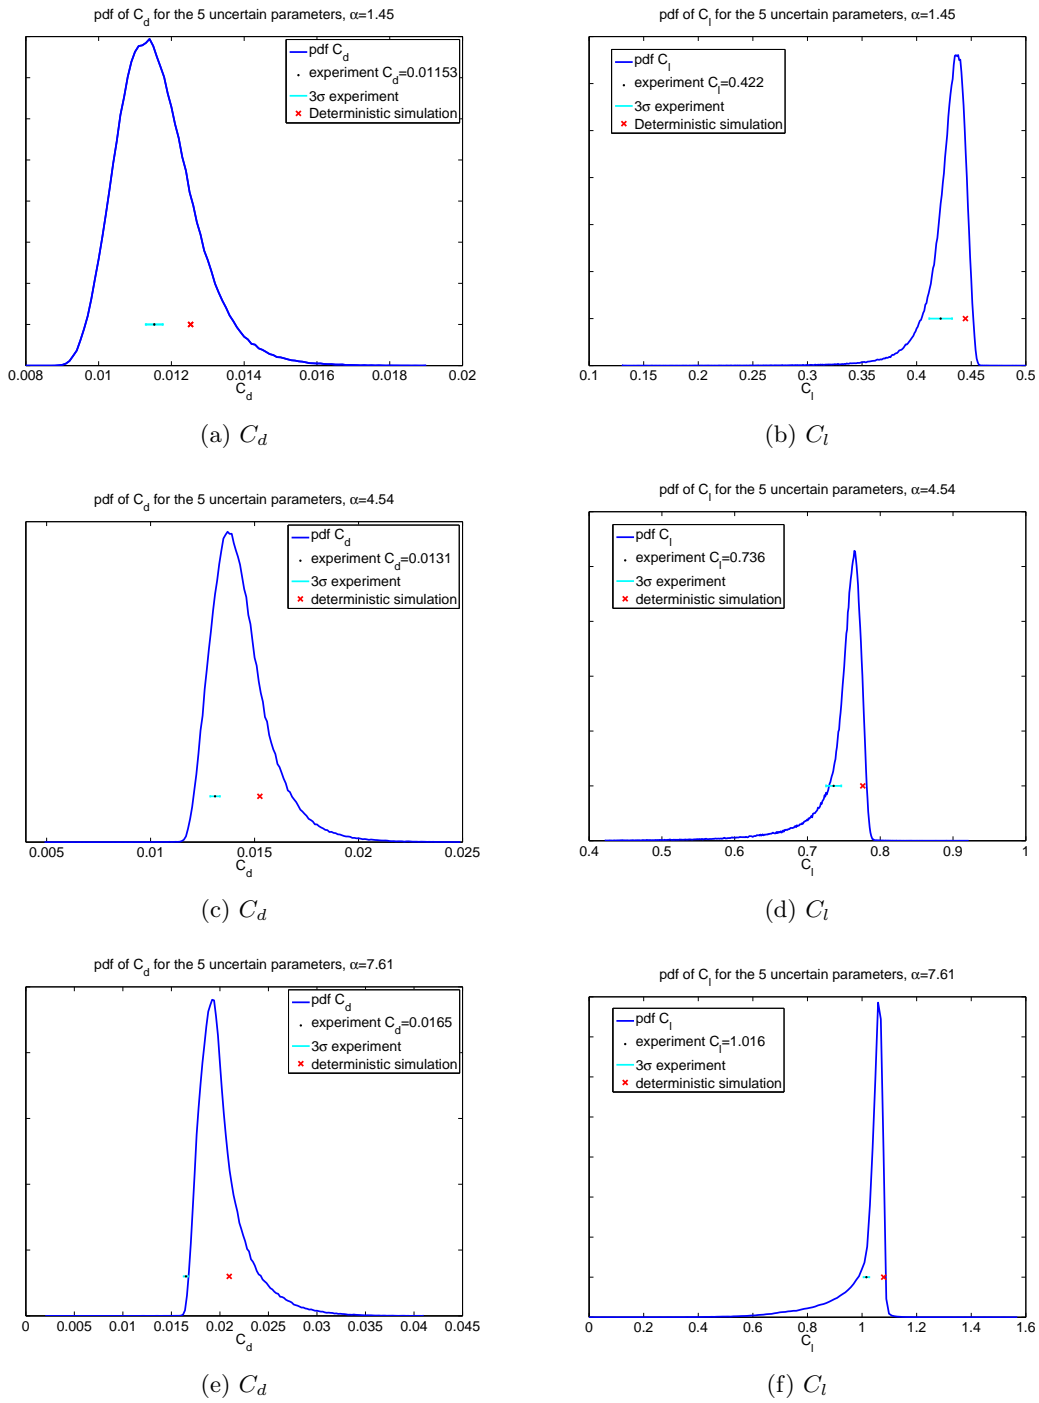 pdf of C_d for the 5 uncertain parameters, α=1.45
pdf C_d
experiment C_d=0.01153
3σ experiment
Deterministic simulation
0.008 0.01 0.012 0.014 0.016 0.018 0.02
C_d
(a) C_d
pdf of C_l for the 5 uncertain parameters, α=1.45
pdf C_l
experiment C_l=0.422
3σ experiment
Deterministic simulation
0.1 0.15 0.2 0.25 0.3 0.35 0.4 0.45 0.5
C_l
(b) C_l
pdf of C_d for the 5 uncertain parameters, α=4.54
pdf C_d
experiment C_d=0.0131
3σ experiment
deterministic simulation
0.005 0.01 0.015 0.02 0.025
C_d
(c) C_d
pdf of C_l for the 5 uncertain parameters, α=4.54
pdf C_l
experiment C_l=0.736
3σ experiment
deterministic simulation
0.4 0.5 0.6 0.7 0.8 0.9 1
C_l
(d) C_l
pdf of C_d for the 5 uncertain parameters, α=7.61
pdf C_d
experiment C_d=0.0165
3σ experiment
deterministic simulation
0 0.005 0.01 0.015 0.02 0.025 0.03 0.035 0.04 0.045
C_d
(e) C_d
pdf of C_l for the 5 uncertain parameters, α=7.61
pdf C_l
experiment C_l=1.016
3σ experiment
deterministic simulation
0 0.2 0.4 0.6 0.8 1 1.2 1.4 1.6
C_l
(f) C_l